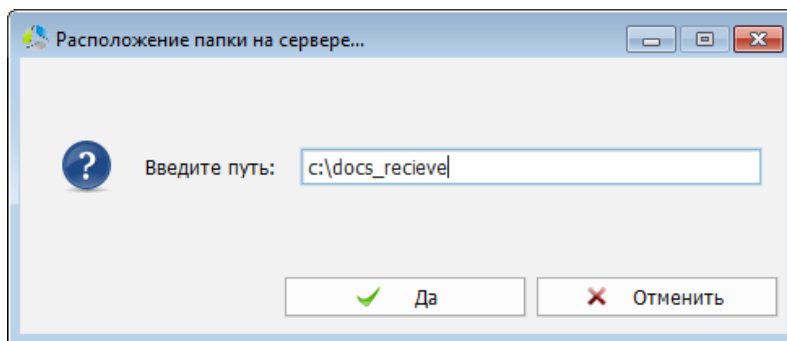 Расположение папки на сервере...
Введите путь: c:\docs_recieve
Да Отменить